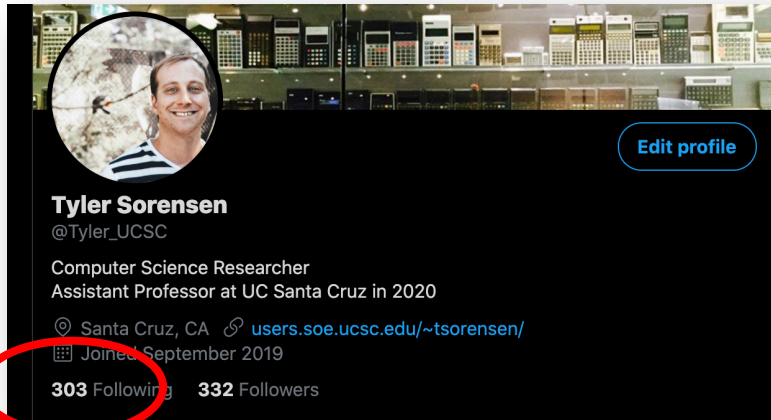 Edit profile
Tyler Sorensen
@Tyler_UCSC
Computer Science Researcher
Assistant Professor at UC Santa Cruz in 2020
Santa Cruz, CA users.soe.ucsc.edu/~tsorensen/
Joined September 2019
303 Following 332 Followers